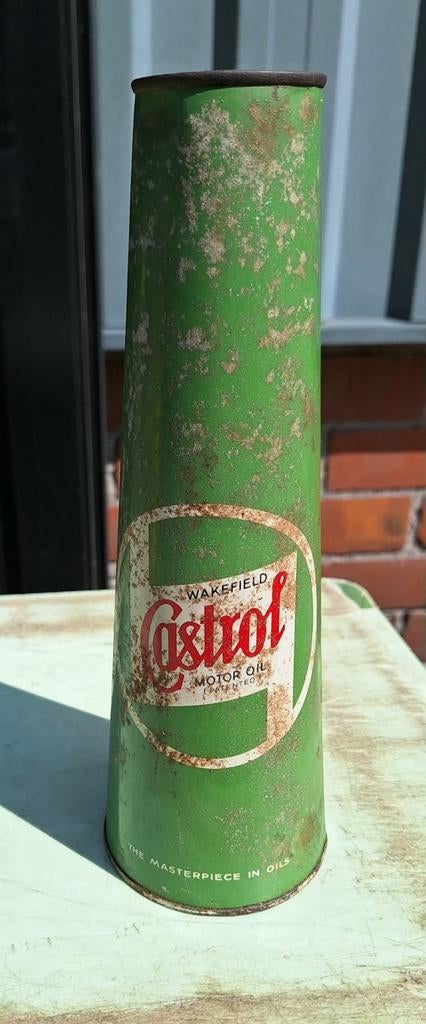 WAKEFIELD
Castrol
MOTOR OIL
(PATENTED)
THE MASTERPIECE IN OILS